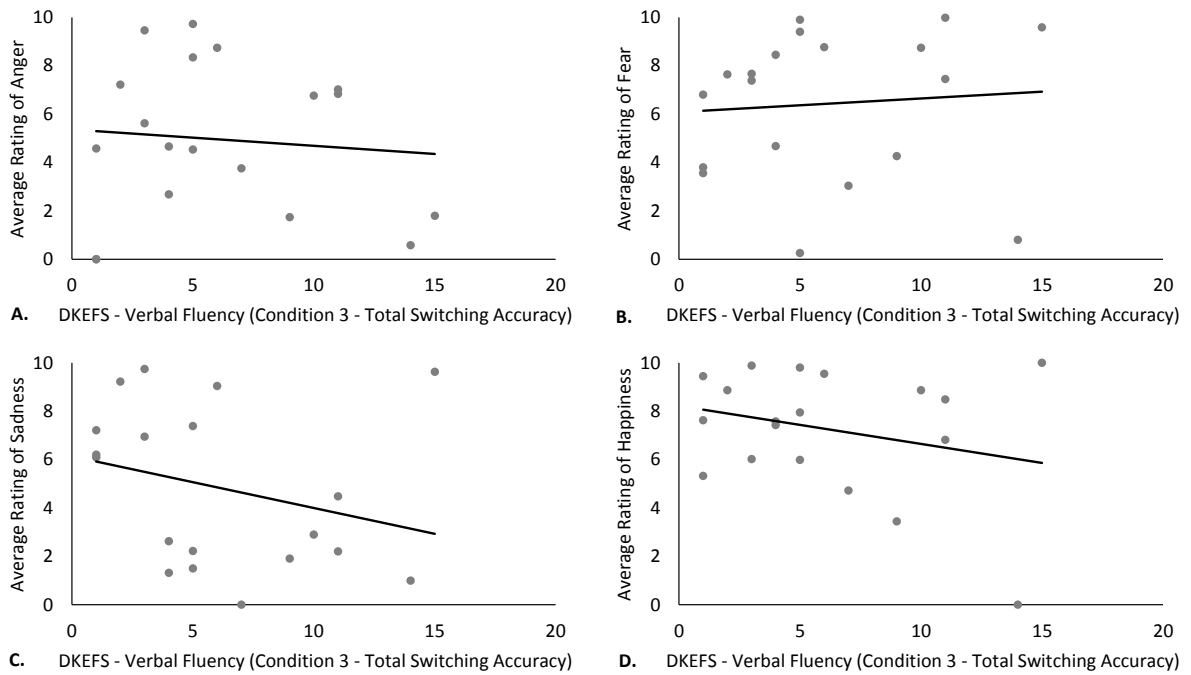 10
8
6
4
2
0
0 5 10 15 20
Average Rating of Anger
A. DKEFS - Verbal Fluency (Condition 3 - Total Switching Accuracy)
10
8
6
4
2
0
0 5 10 15 20
Average Rating of Fear
B. DKEFS - Verbal Fluency (Condition 3 - Total Switching Accuracy)
10
8
6
4
2
0
0 5 10 15 20
Average Rating of Sadness
C. DKEFS - Verbal Fluency (Condition 3 - Total Switching Accuracy)
10
8
6
4
2
0
0 5 10 15 20
Average Rating of Happiness
D. DKEFS - Verbal Fluency (Condition 3 - Total Switching Accuracy)